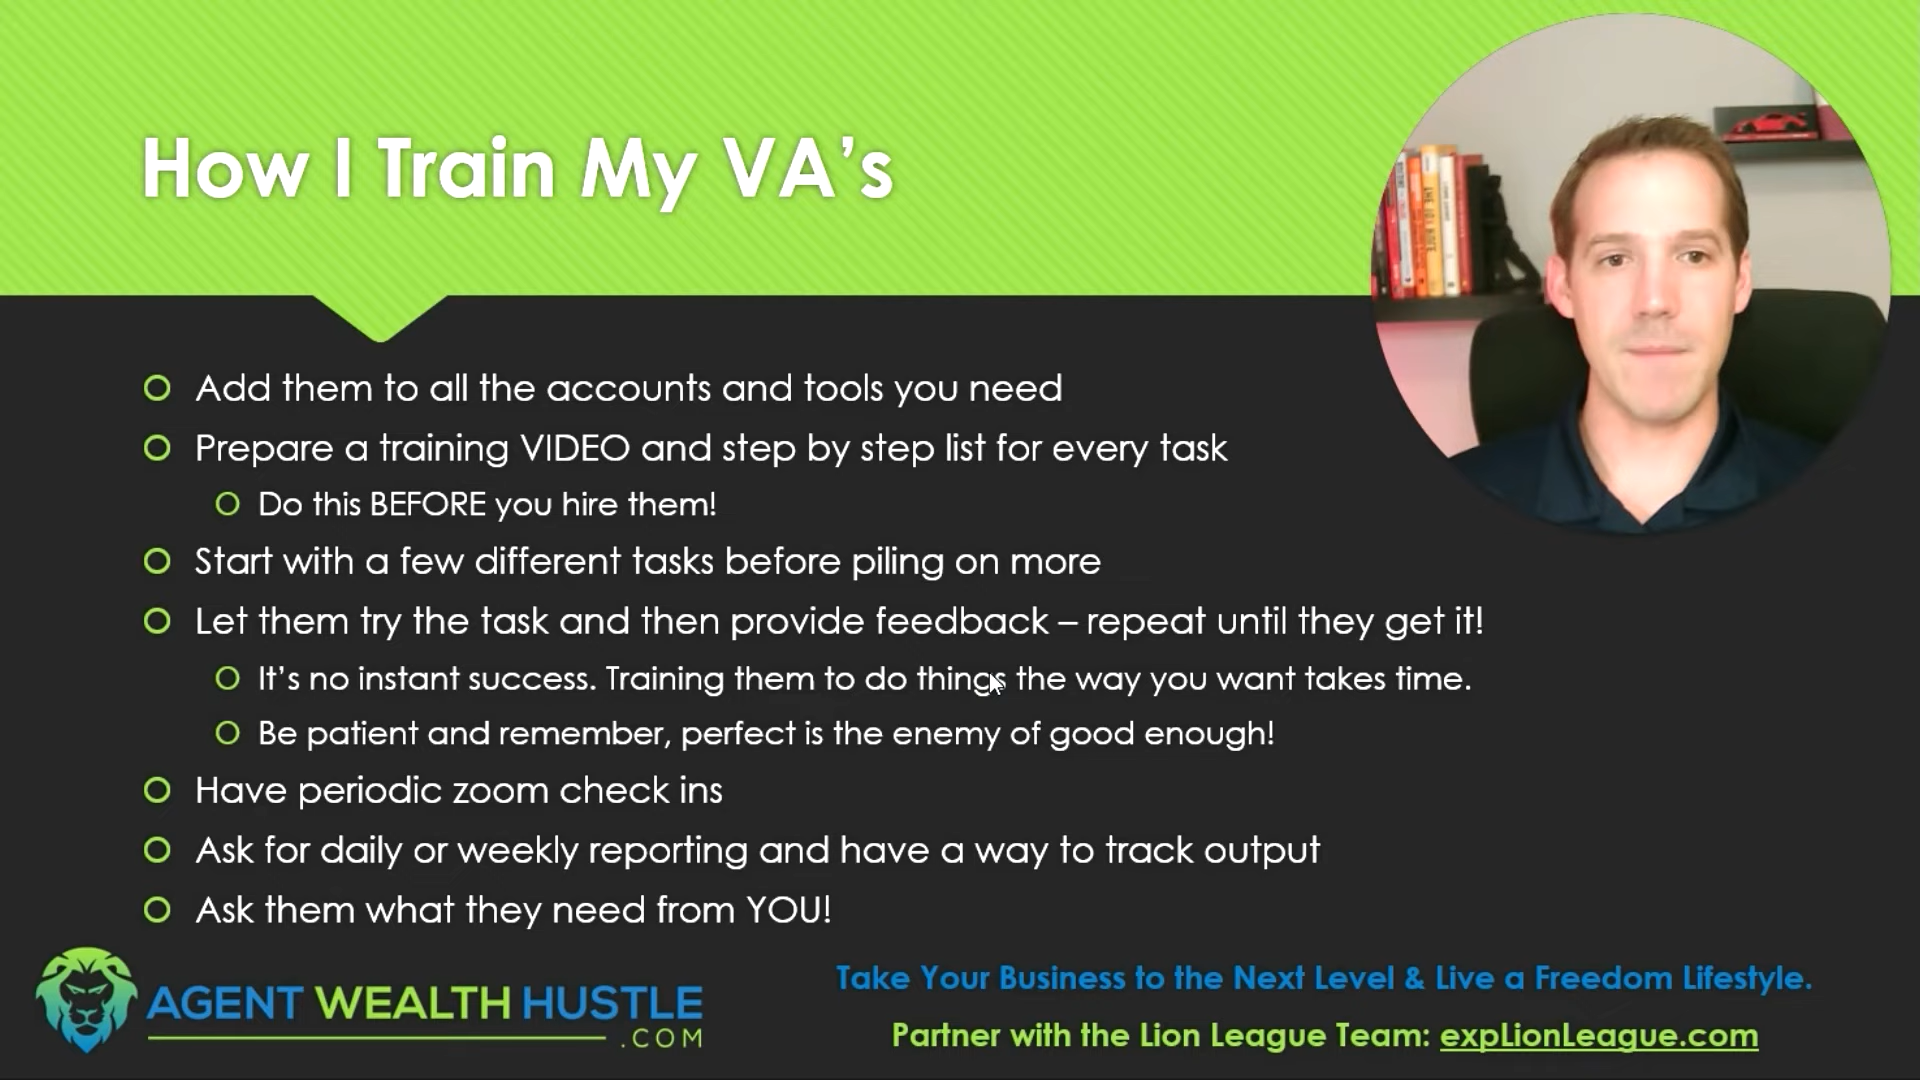 How I Train My VA's
Add them to all the accounts and tools you need
Prepare a training VIDEO and step by step list for every task
Do this BEFORE you hire them!
Start with a few different tasks before piling on more
Let them try the task and then provide feedback – repeat until they get it!
It's no instant success. Training them to do things the way you want takes time.
Be patient and remember, perfect is the enemy of good enough!
Have periodic zoom check ins
Ask for daily or weekly reporting and have a way to track output
Ask them what they need from YOU!
AGENT WEALTH HUSTLE
.COM
Take Your Business to the Next Level & Live a Freedom Lifestyle.
Partner with the Lion League Team: expLionLeague.com